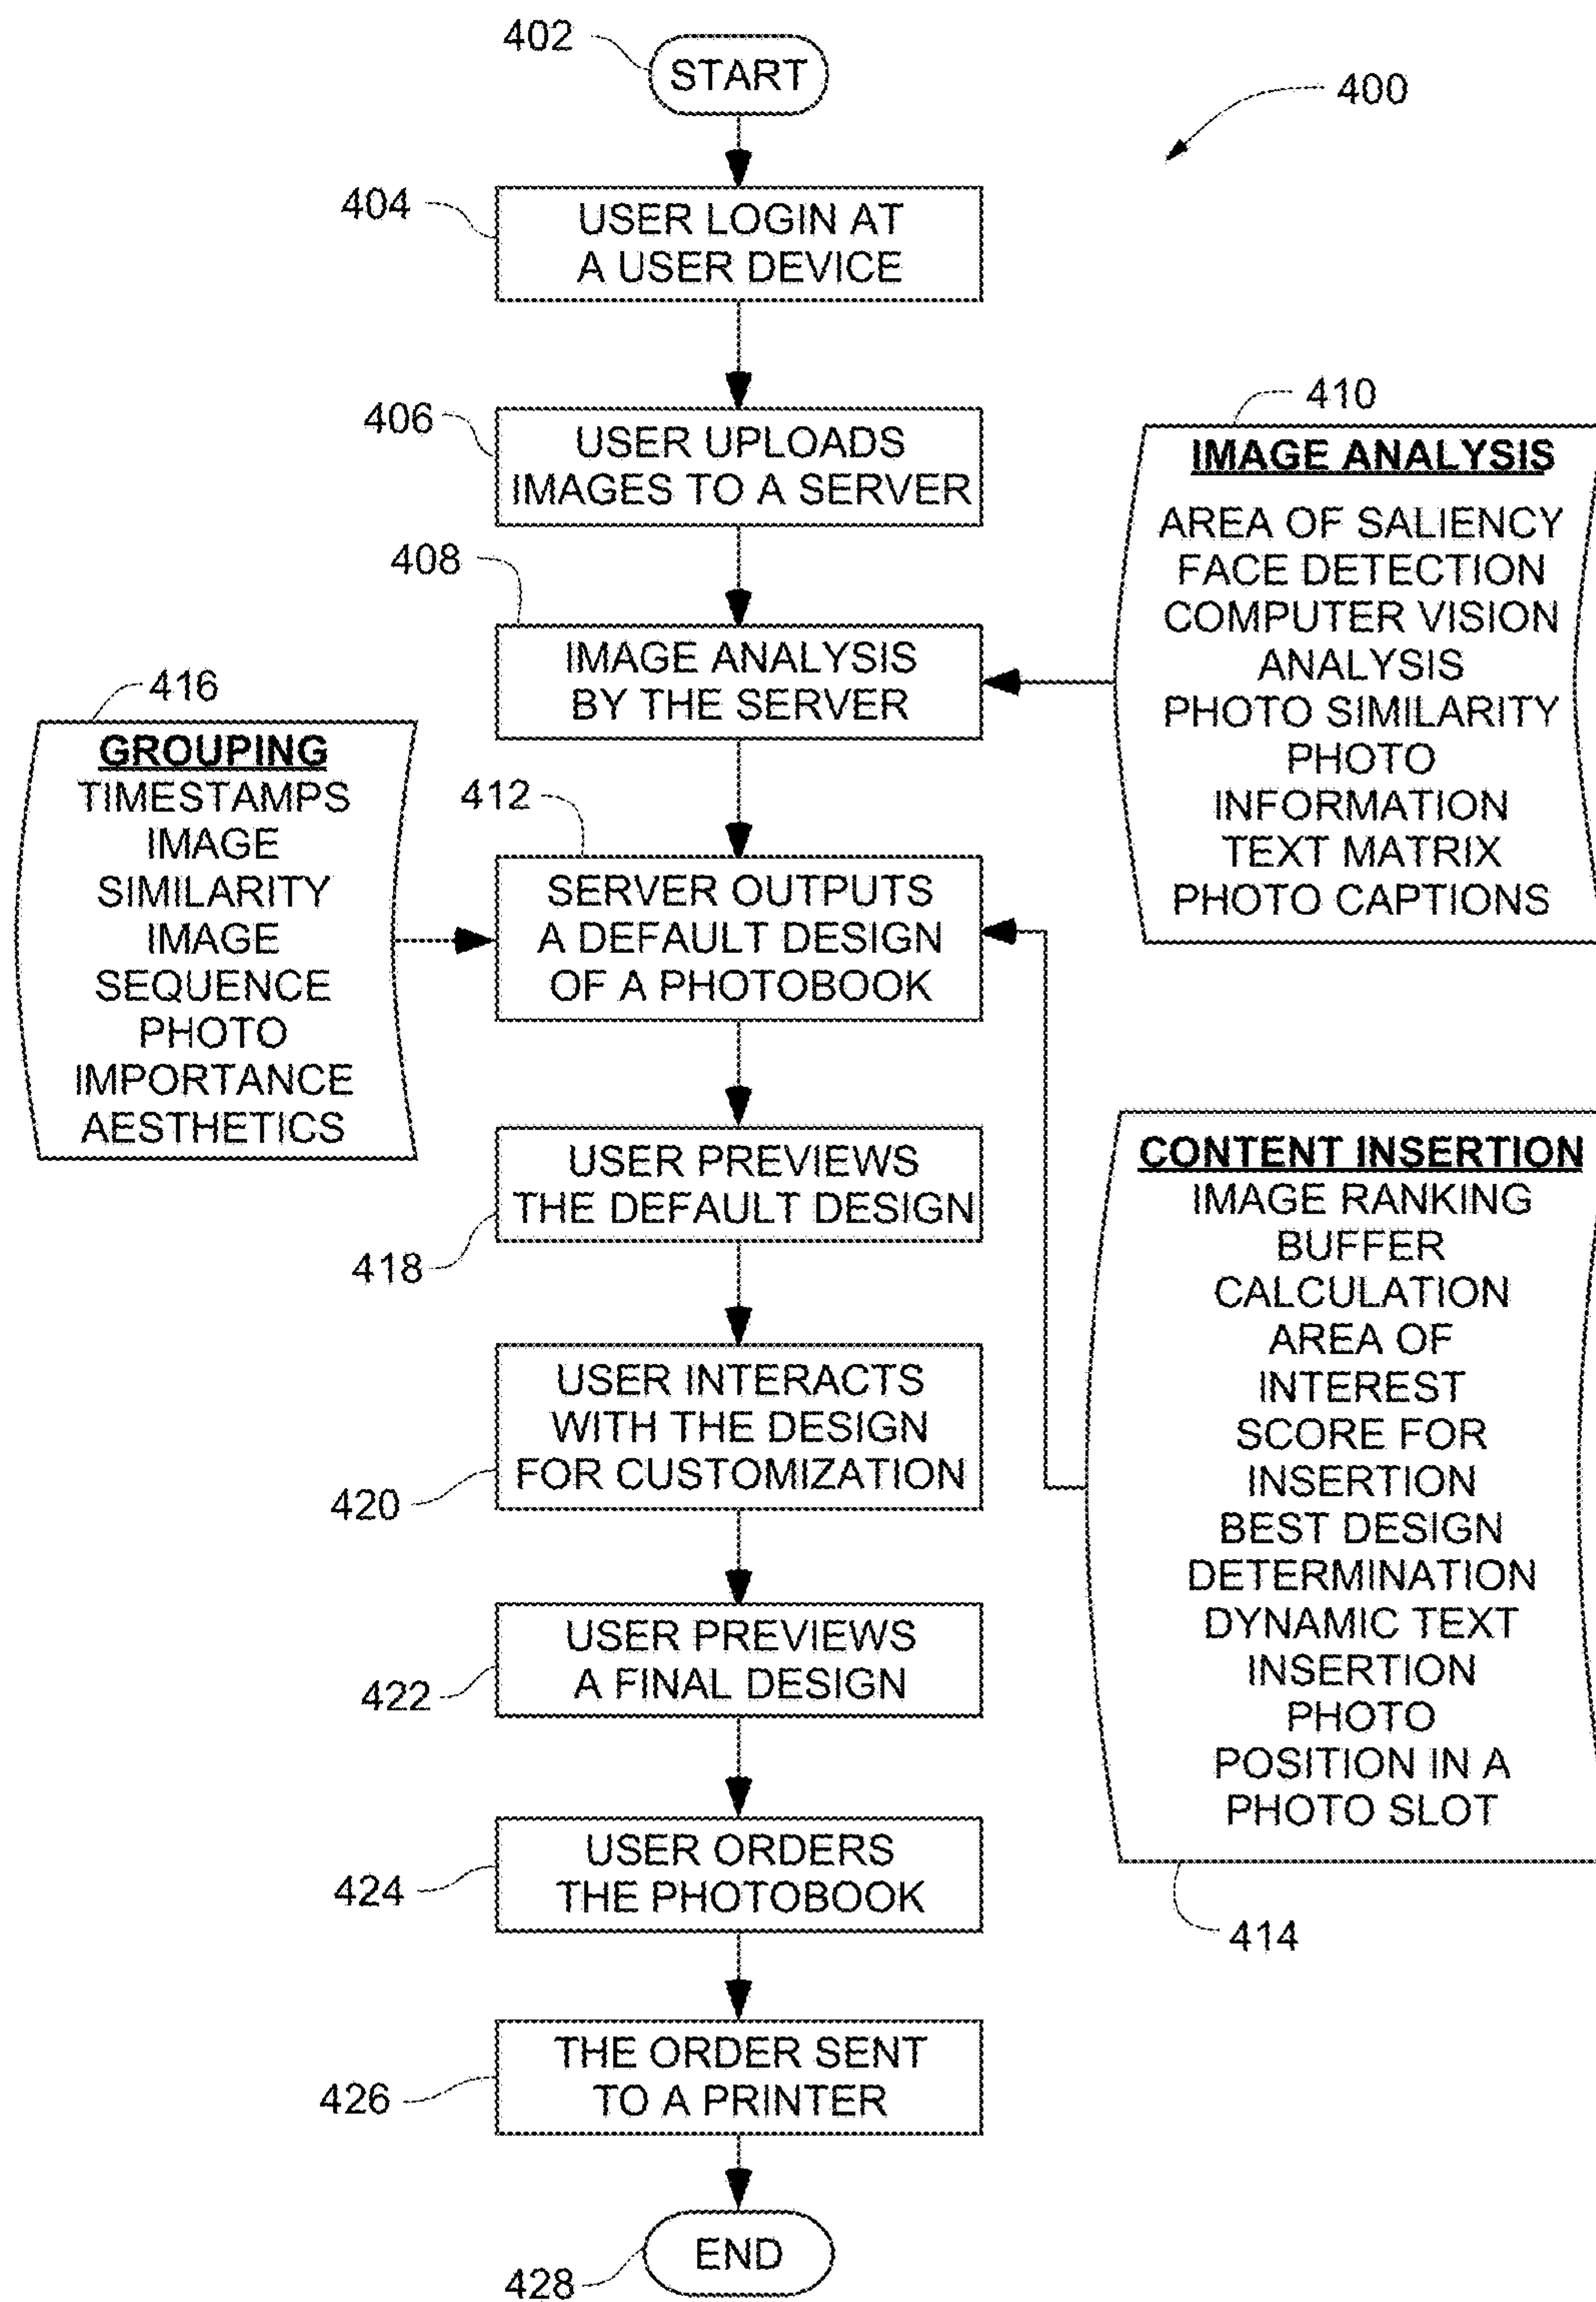 402
START
400
404
USER LOGIN AT
A USER DEVICE
406
USER UPLOADS
IMAGES TO A SERVER
410
IMAGE ANALYSIS
AREA OF SALIENCY
FACE DETECTION
COMPUTER VISION
ANALYSIS
PHOTO SIMILARITY
PHOTO
INFORMATION
TEXT MATRIX
PHOTO CAPTIONS
408
IMAGE ANALYSIS
BY THE SERVER
416
GROUPING
TIMESTAMPS
IMAGE
SIMILARITY
IMAGE
SEQUENCE
PHOTO
IMPORTANCE
AESTHETICS
412
SERVER OUTPUTS
A DEFAULT DESIGN
OF A PHOTOBOOK
CONTENT INSERTION
IMAGE RANKING
BUFFER
CALCULATION
AREA OF
INTEREST
SCORE FOR
INSERTION
BEST DESIGN
DETERMINATION
DYNAMIC TEXT
INSERTION
PHOTO
POSITION IN A
PHOTO SLOT
414
USER PREVIEWS
THE DEFAULT DESIGN
418
USER INTERACTS
WITH THE DESIGN
FOR CUSTOMIZATION
420
USER PREVIEWS
A FINAL DESIGN
422
USER ORDERS
THE PHOTOBOOK
424
THE ORDER SENT
TO A PRINTER
426
END
428